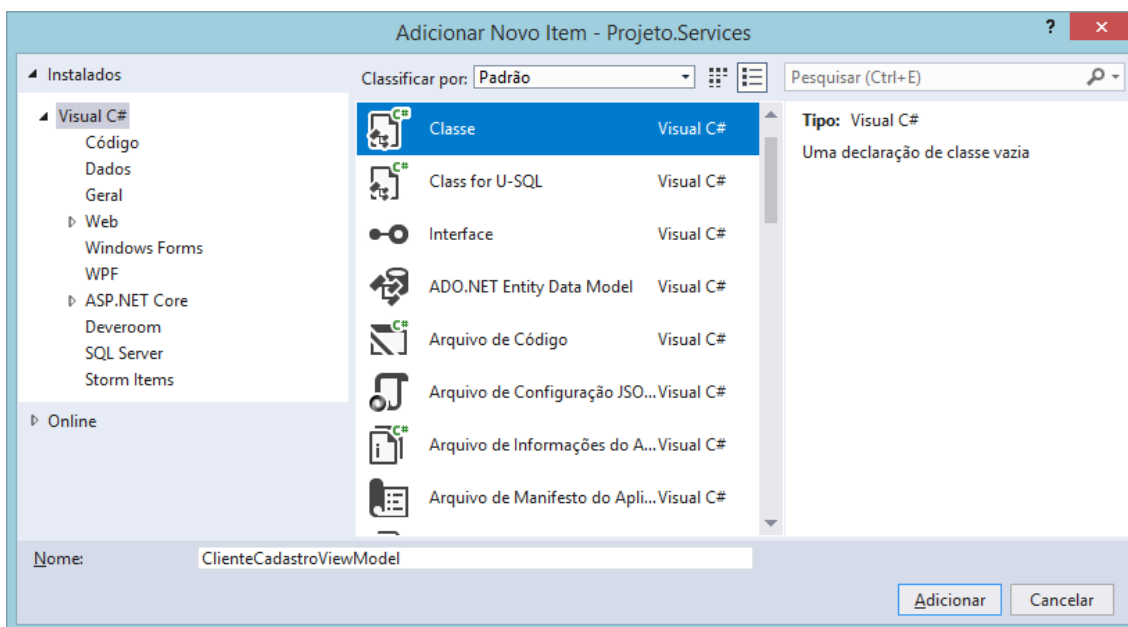 Adicionar Novo Item - Projeto.Services
?
Instalados
Classificar por: Padrão
Pesquisar (Ctrl+E)
Visual C#
Código
Dados
Geral
Web
Windows Forms
WPF
ASP.NET Core
Deveroom
SQL Server
Storm Items
Online
C# Classe Visual C#
C# Class for U-SQL Visual C#
Interface Visual C#
ADO.NET Entity Data Model Visual C#
C# Arquivo de Código Visual C#
Arquivo de Configuração JSO... Visual C#
C# Arquivo de Informações do A... Visual C#
Arquivo de Manifesto do Apli... Visual C#
Tipo: Visual C#
Uma declaração de classe vazia
Nome: ClienteCadastroViewModel
Adicionar Cancelar